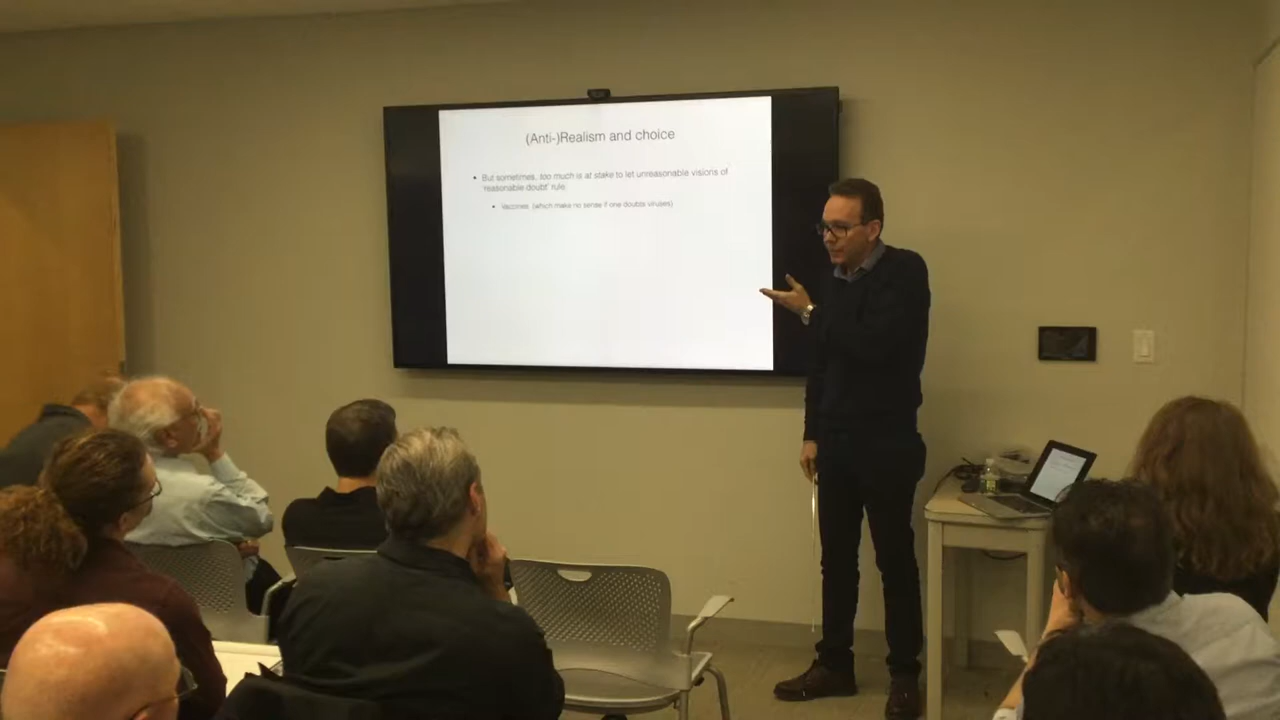 (Anti-)Realism and choice
• But sometimes, too much is at stake to let unreasonable visions of
'reasonable doubt' rule:
• Vaccines (which make no sense if one doubts viruses)